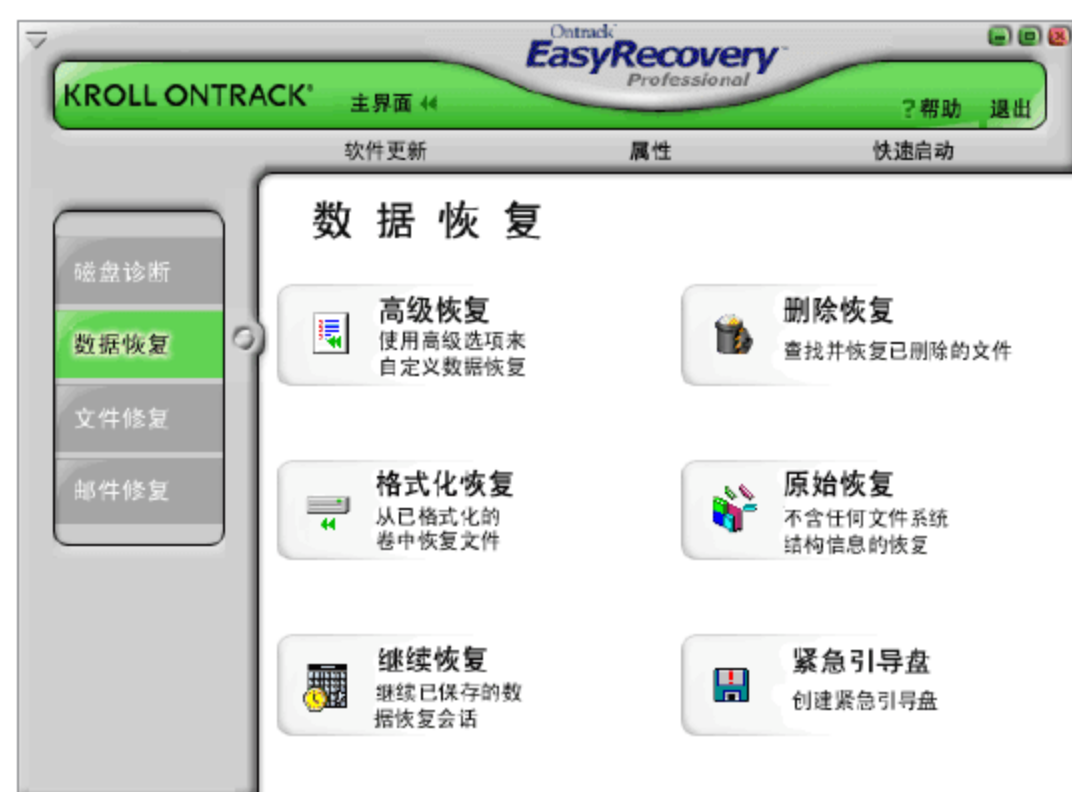 Ontrack
EasyRecovery
Professional
KROLL ONTRACK
主界面
?帮助 退出
软件更新 属性 快速启动
磁盘诊断
数据恢复
文件修复
邮件修复
数据恢复
高级恢复
使用高级选项来
自定义数据恢复
删除恢复
查找并恢复已删除的文件
格式化恢复
从已格式化的
卷中恢复文件
原始恢复
不含任何文件系统
结构信息的恢复
继续恢复
继续已保存的数
据恢复会话
紧急引导盘
创建紧急引导盘